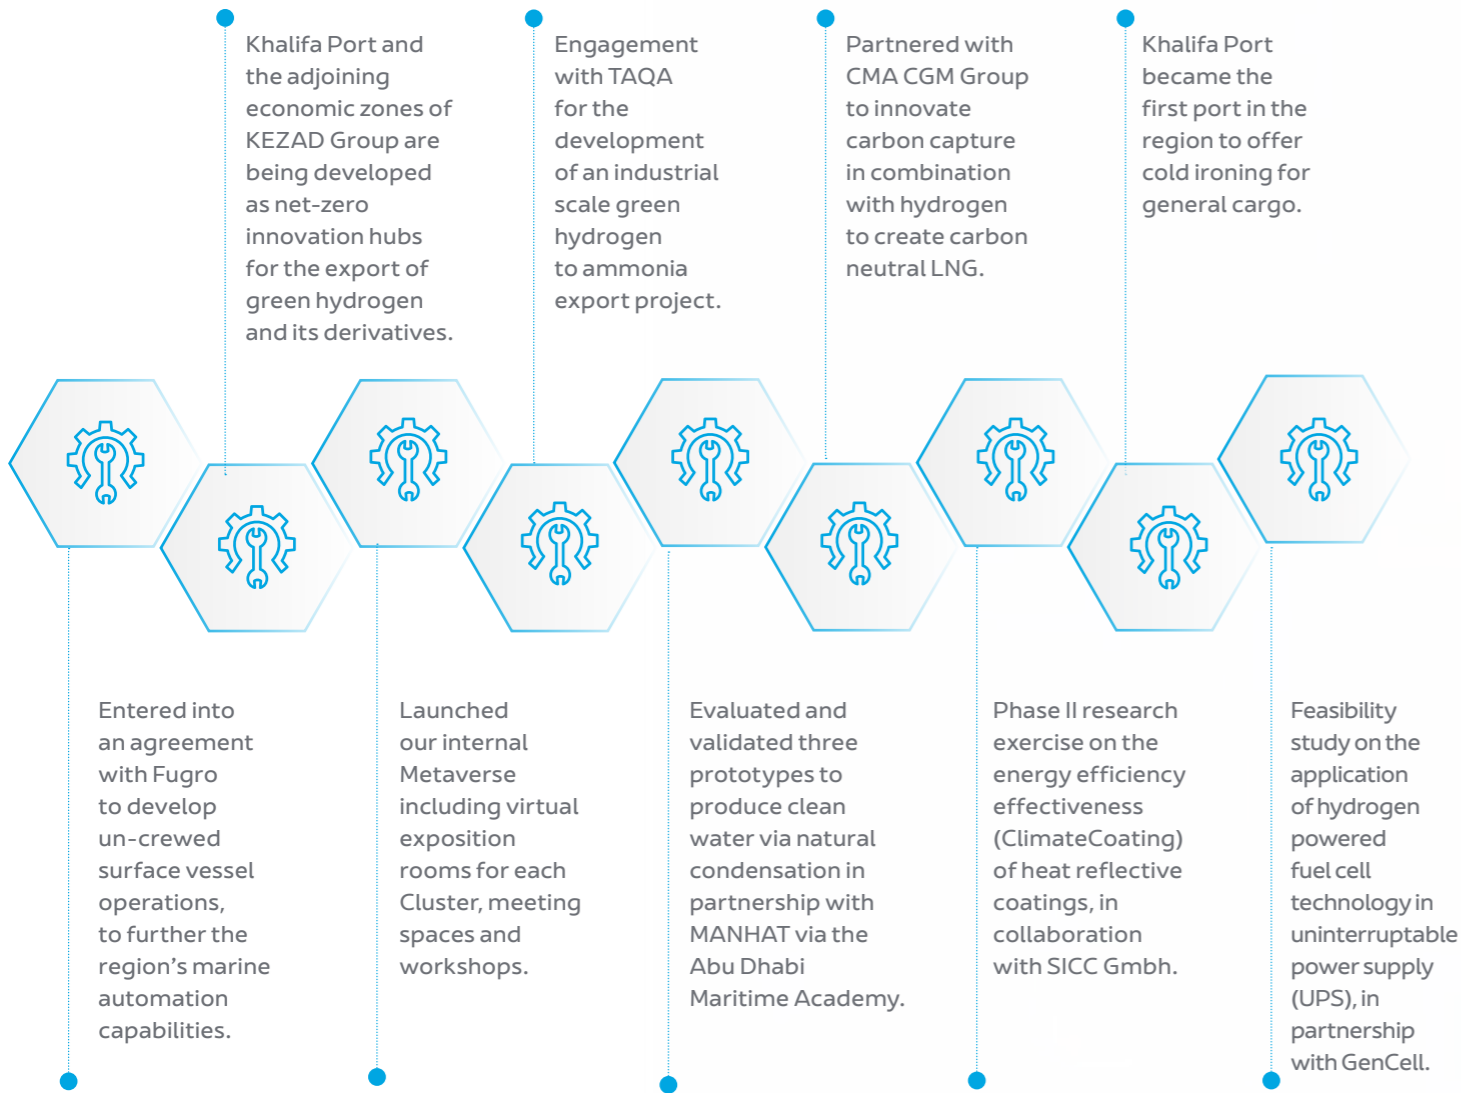 Khalifa Port and
the adjoining
economic zones of
KEZAD Group are
being developed
as net-zero
innovation hubs
for the export of
green hydrogen
and its derivatives.
Engagement
with TAQA
for the
development
of an industrial
scale green
hydrogen
to ammonia
export project.
Partnered with
CMA CGM Group
to innovate
carbon capture
in combination
with hydrogen
to create carbon
neutral LNG.
Khalifa Port
became the
first port in the
region to offer
cold ironing for
general cargo.
Entered into
an agreement
with Fugro
to develop
un-crewed
surface vessel
operations,
to further the
region’s marine
automation
capabilities.
Launched
our internal
Metaverse
including virtual
exposition
rooms for each
Cluster, meeting
spaces and
workshops.
Evaluated and
validated three
prototypes to
produce clean
water via natural
condensation in
partnership with
MANHAT via the
Abu Dhabi
Maritime Academy.
Phase II research
exercise on the
energy efficiency
effectiveness
(ClimateCoating)
of heat reflective
coatings, in
collaboration
with SICC Gmbh.
Feasibility
study on the
application
of hydrogen
powered
fuel cell
technology in
uninterruptable
power supply
(UPS), in
partnership
with GenCell.